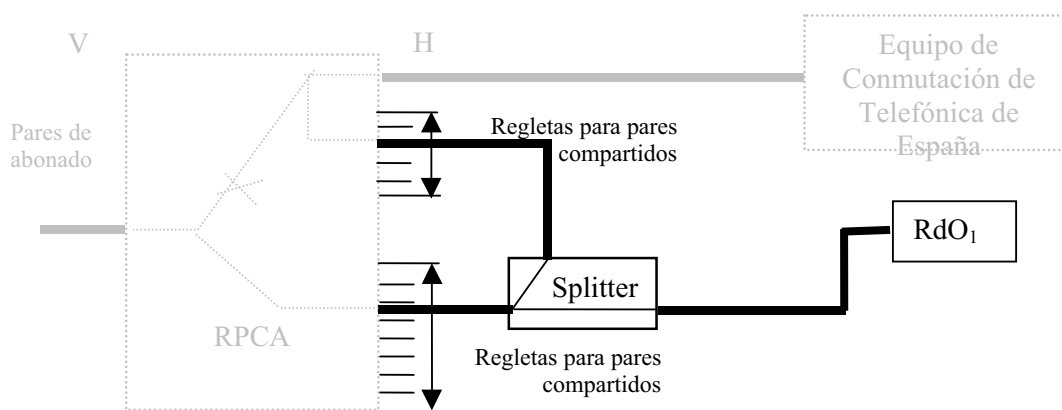 V
H
Equipo de
Conmutación de
Telefónica de
España
Pares de
abonado
Regletas para pares
compartidos
RdO1
Splitter
RPCA
Regletas para pares
compartidos